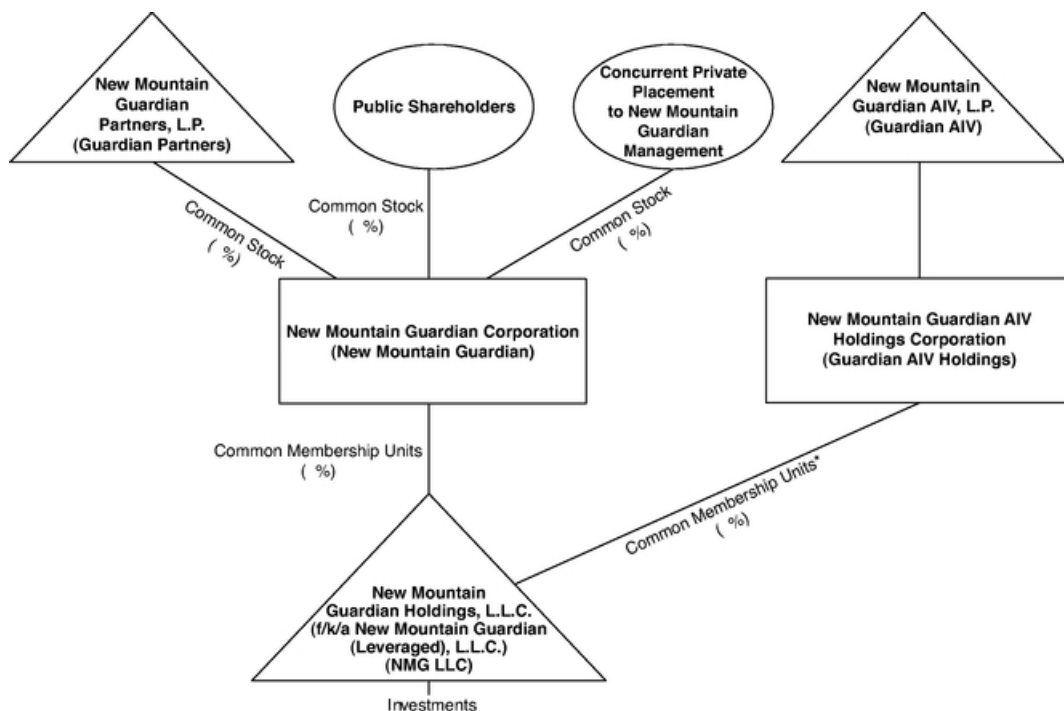 New Mountain
Guardian
Partners, L.P.
(Guardian Partners)
Public Shareholders
Concurrent Private
Placement
to New Mountain
Guardian
Management
New Mountain
Guardian AIV, L.P.
(Guardian AIV)
Common Stock
( %)
Common Stock
( %)
Common Stock
( %)
New Mountain Guardian Corporation
(New Mountain Guardian)
New Mountain Guardian AIV
Holdings Corporation
(Guardian AIV Holdings)
Common Membership Units
( %)
Common Membership Units*
( %)
New Mountain
Guardian Holdings, L.L.C.
(f/k/a New Mountain Guardian
(Leveraged), L.L.C.)
(NMG LLC)
Investments